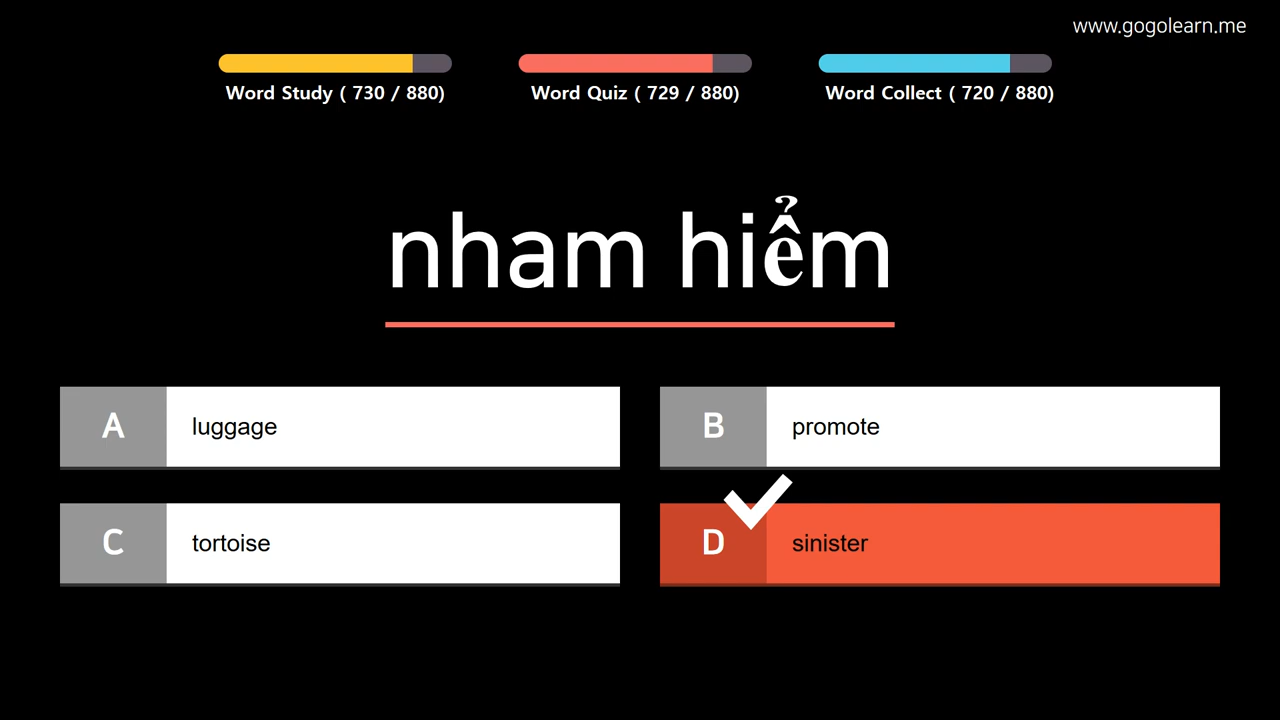 www.gogolearn.me
Word Study ( 730 / 880)
Word Quiz ( 729 / 880)
Word Collect ( 720 / 880)
nham hiểm
A luggage
B promote
C tortoise
D sinister